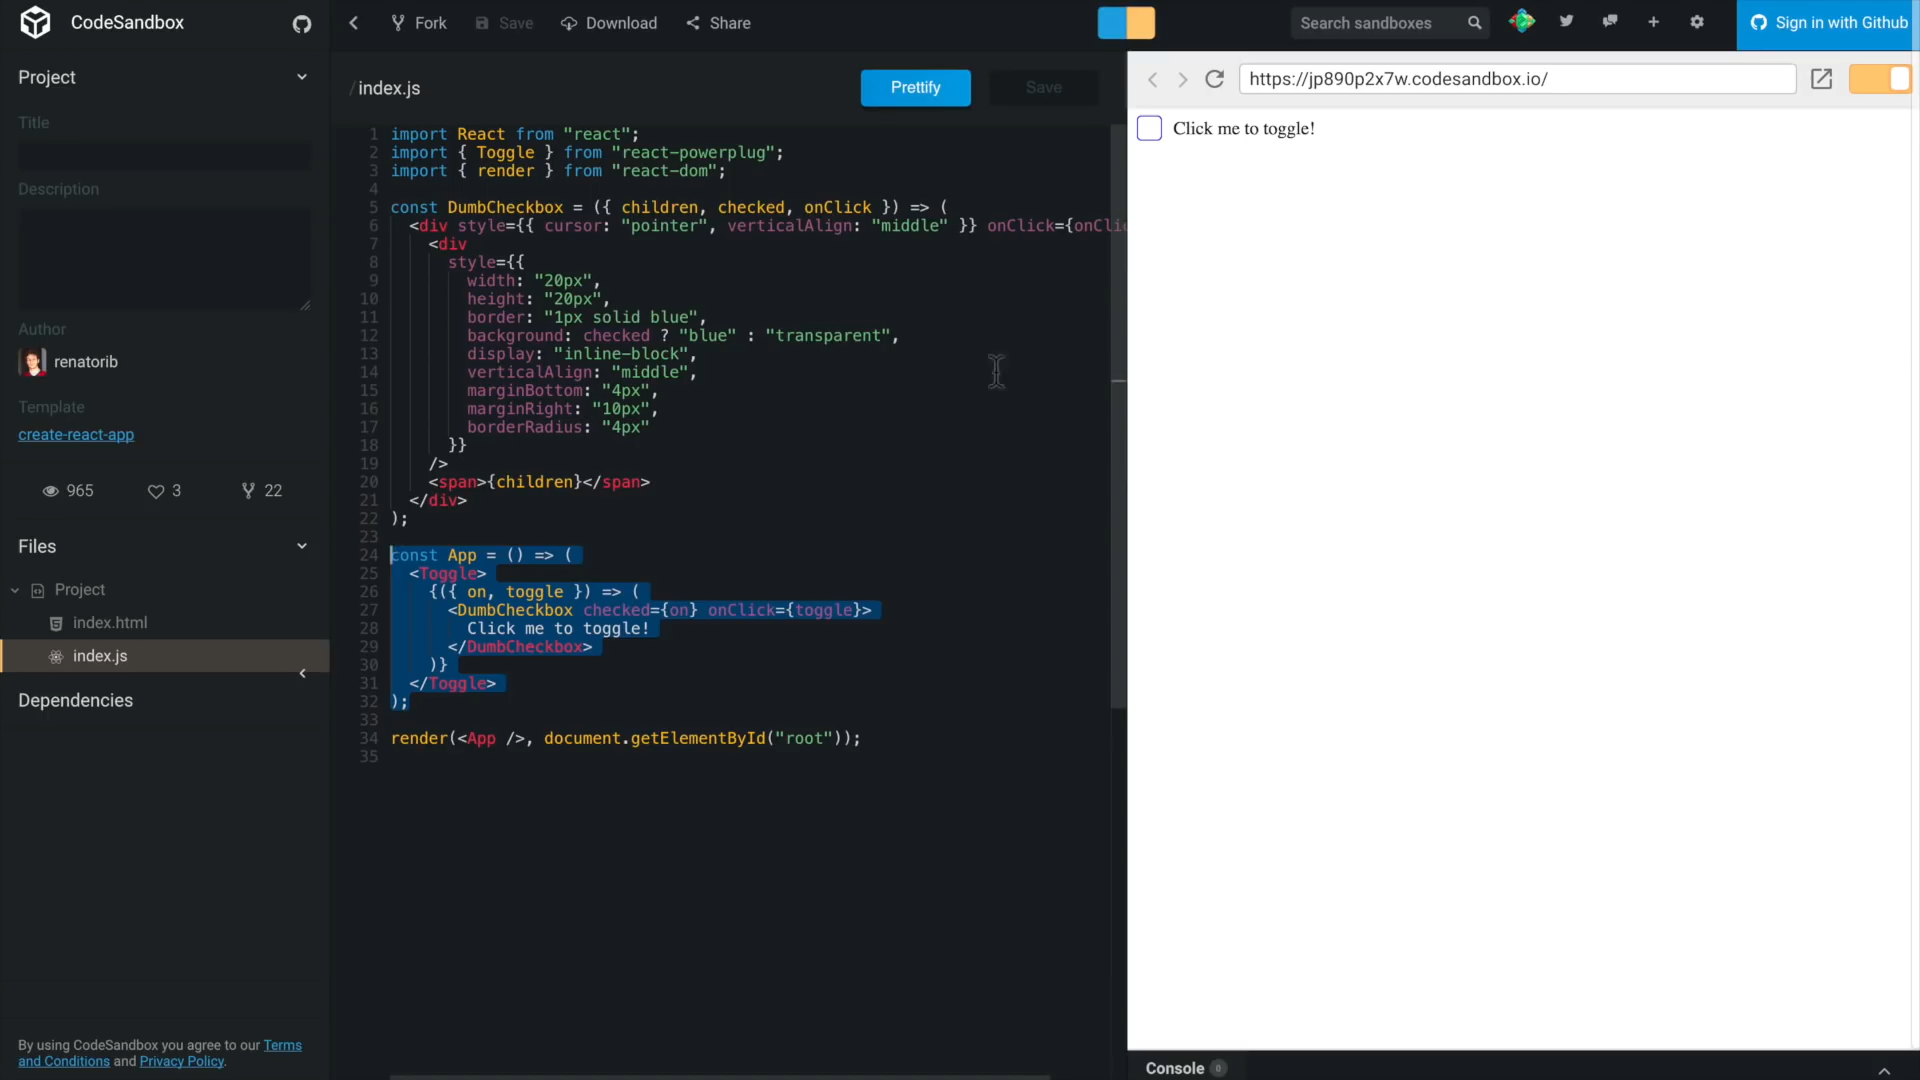 CodeSandbox
Fork
Save
Download
Share
Search sandboxes
Sign in with Github
Project
Title
Description
Author
renatorib
Template
create-react-app
965
3
22
Files
Project
index.html
index.js
Dependencies
By using CodeSandbox you agree to our Terms
and Conditions and Privacy Policy.
/index.js
Prettify
Save
1 import React from "react";
2 import { Toggle } from "react-powerplug";
3 import { render } from "react-dom";
4
5 const DumbCheckbox = ({ children, checked, onClick }) => (
6 <div style={{ cursor: "pointer", verticalAlign: "middle" }} onClick={onClic
7 <div
8 style={{
9 width: "20px",
10 height: "20px",
11 border: "1px solid blue",
12 background: checked ? "blue" : "transparent",
13 display: "inline-block",
14 verticalAlign: "middle",
15 marginBottom: "4px",
16 marginRight: "10px",
17 borderRadius: "4px"
18 }}
19 />
20 <span>{children}</span>
21 </div>
22 );
23
24 const App = () => (
25 <Toggle>
26 {({ on, toggle }) => (
27 <DumbCheckbox checked={on} onClick={toggle}>
28 Click me to toggle!
29 </DumbCheckbox>
30 )}
31 </Toggle>
32 );
33
34 render(<App />, document.getElementById("root"));
35
https://jp890p2x7w.codesandbox.io/
Click me to toggle!
Console 0